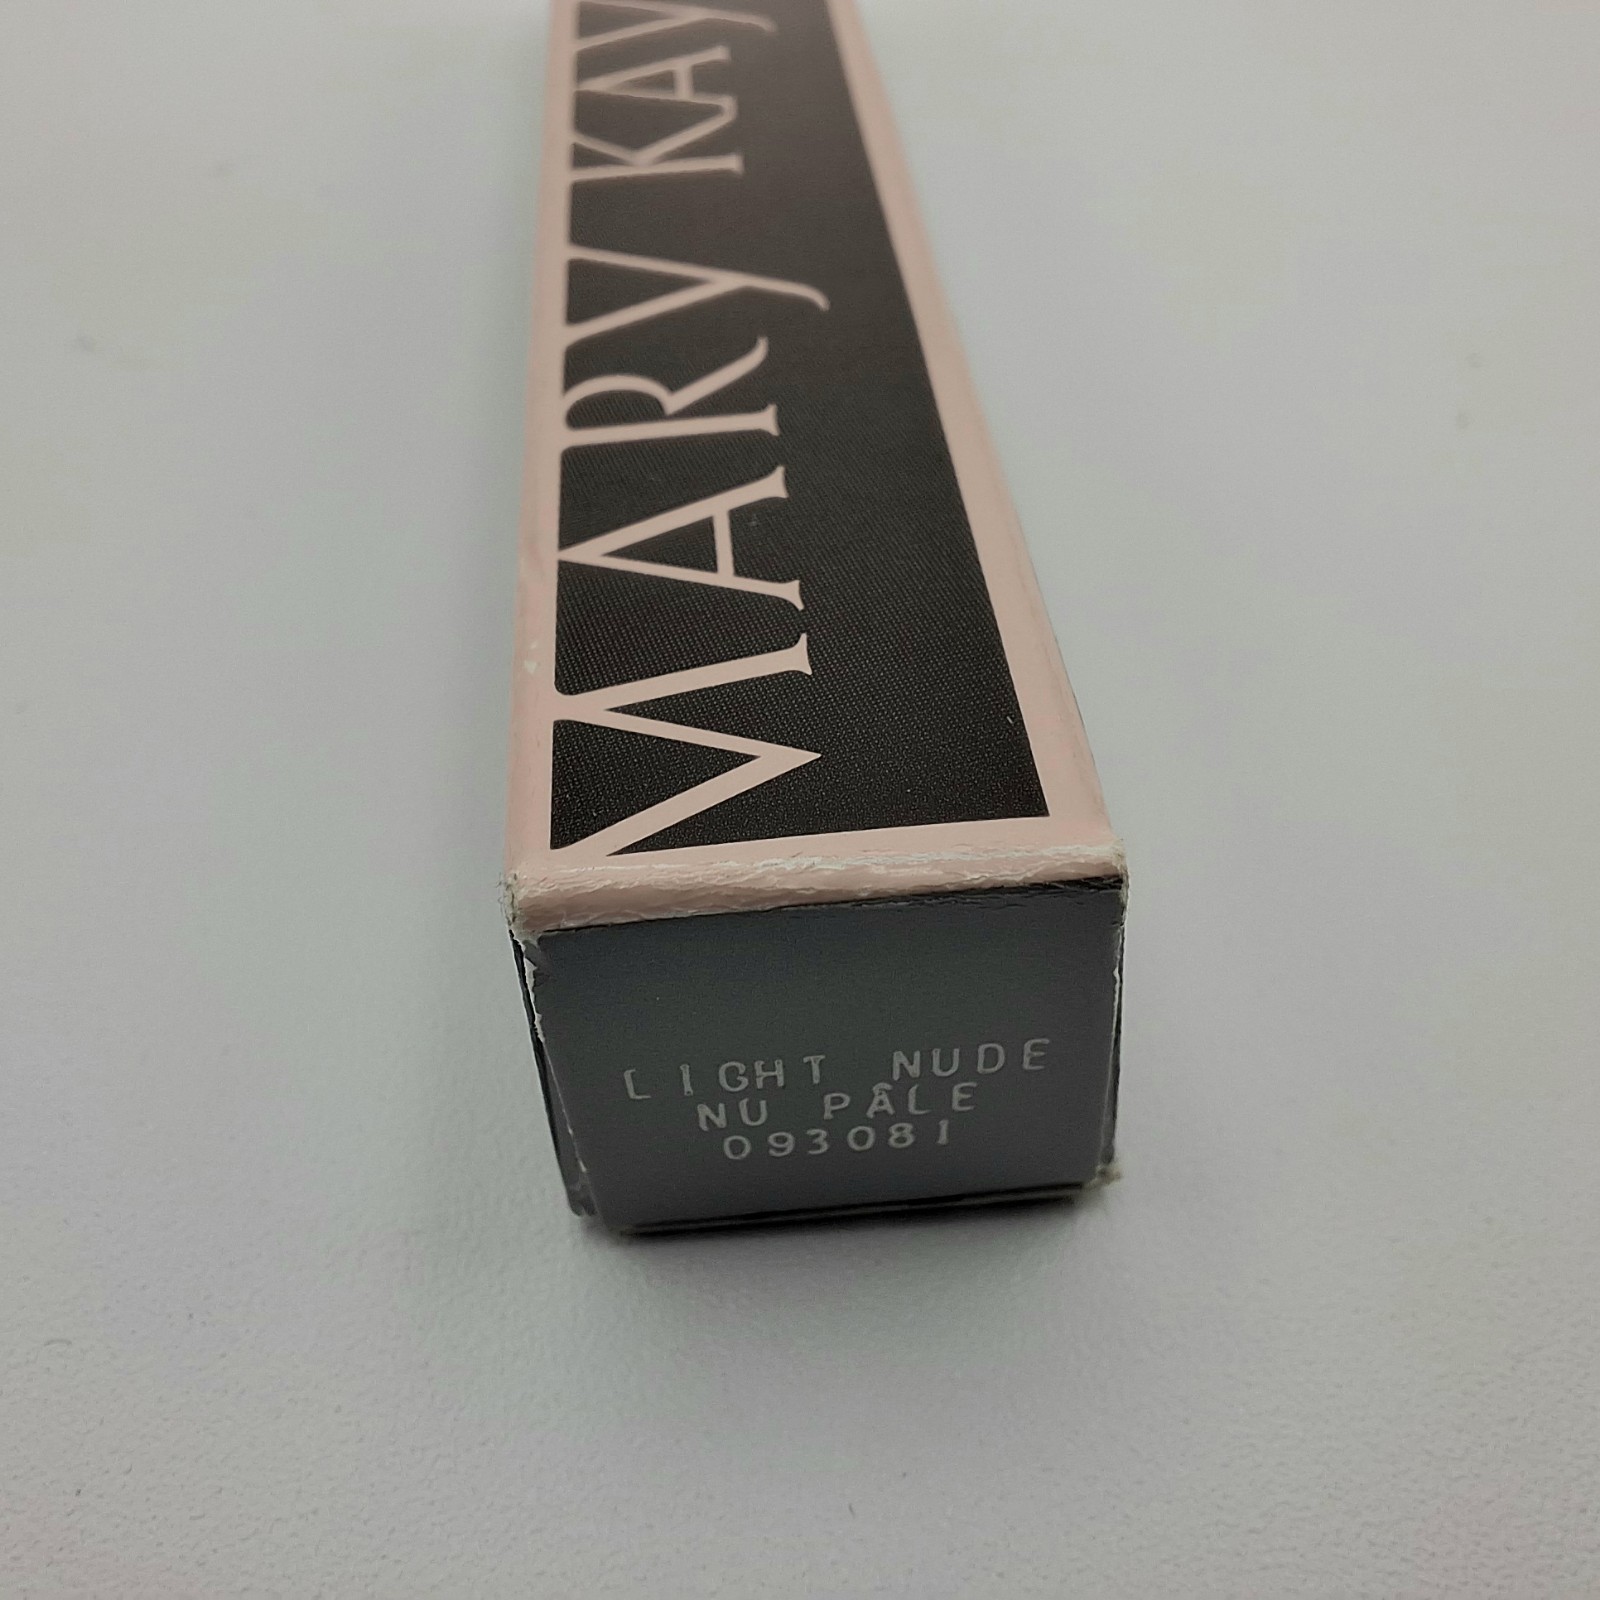 MARY KAY
LIGHT NUDE
NU PÂLE
093081